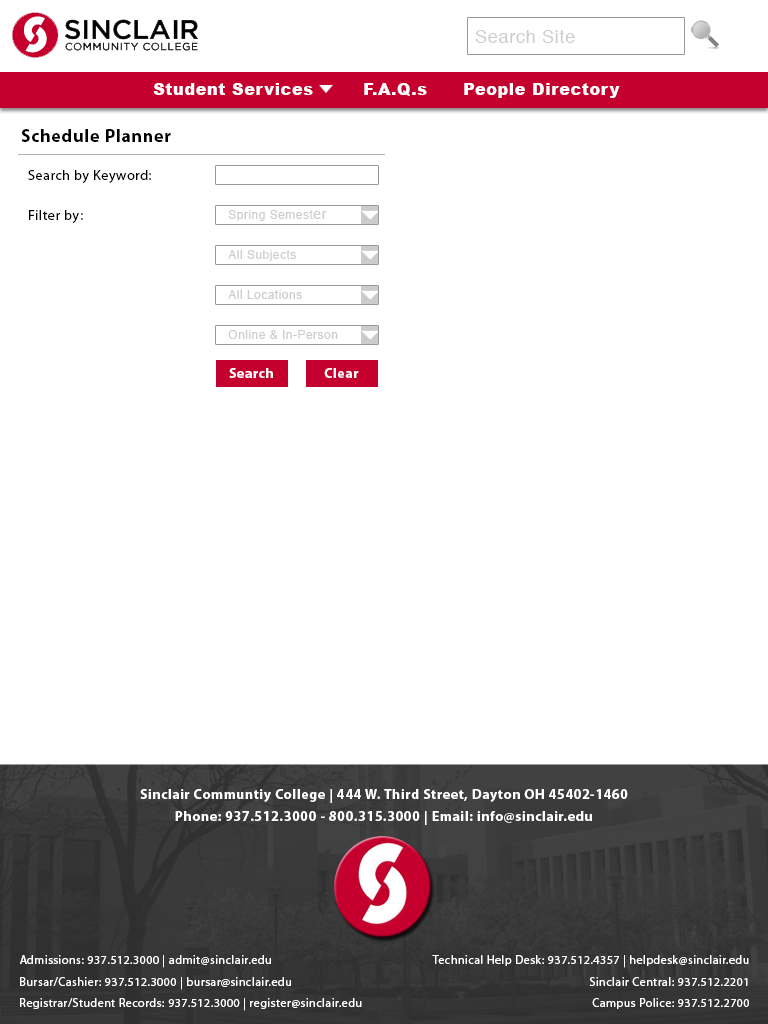 SINCLAIR
COMMUNITY COLLEGE
Search Site
Student Services
F.A.Q.s
People Directory
Schedule Planner
Search by Keyword:
Filter by:
Spring Semester
All Subjects
All Locations
Online & In-Person
Search
Clear
Sinclair Communtiy College | 444 W. Third Street, Dayton OH 45402-1460
Phone: 937.512.3000 - 800.315.3000 | Email: info@sinclair.edu
Admissions: 937.512.3000 | admit@sinclair.edu
Bursar/Cashier: 937.512.3000 | bursar@sinclair.edu
Registrar/Student Records: 937.512.3000 | register@sinclair.edu
Technical Help Desk: 937.512.4357 | helpdesk@sinclair.edu
Sinclair Central: 937.512.2201
Campus Police: 937.512.2700